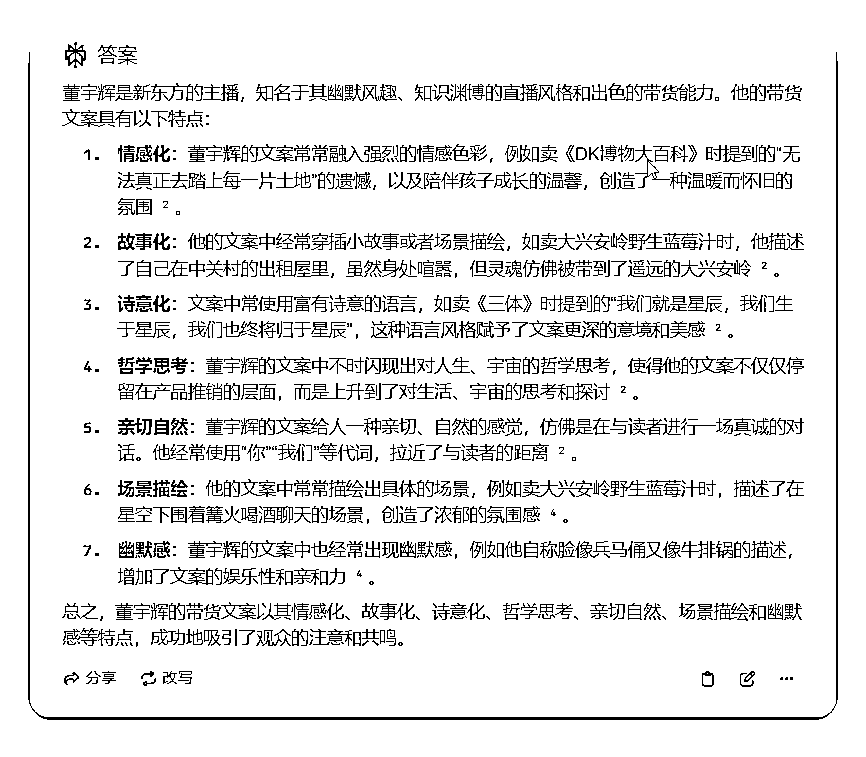 答案
董宇辉是新东方的主播，知名于其幽默风趣、知识渊博的直播风格和出色的带货能力。他的带货
文案具有以下特点：
1. 情感化：董宇辉的文案常常融入强烈的情感色彩，例如卖《DK博物大百科》时提到的“无
法真正去踏上每一片土地”的遗憾，以及陪伴孩子成长的温馨，创造了一种温暖而怀旧的
氛围 2 。
2. 故事化：他的文案中经常穿插小故事或者场景描绘，如卖大兴安岭野生蓝莓汁时，他描述
了自己在中关村的出租屋里，虽然身处喧嚣，但灵魂仿佛被带到了遥远的大兴安岭 2 。
3. 诗意化：文案中常使用富有诗意的语言，如卖《三体》时提到的“我们就是星辰，我们生
于星辰，我们也终将归于星辰”，这种语言风格赋予了文案更深的意境和美感 2 。
4. 哲学思考：董宇辉的文案中不时闪现出对人生、宇宙的哲学思考，使得他的文案不仅仅停
留在产品推销的层面，而是上升到了对生活、宇宙的思考和探讨 2 。
5. 亲切自然：董宇辉的文案给人一种亲切、自然的感觉，仿佛是在与读者进行一场真诚的对
话。他经常使用“你”“我们”等代词，拉近了与读者的距离 2 。
6. 场景描绘：他的文案中常常描绘出具体的场景，例如卖大兴安岭野生蓝莓汁时，描述了在
星空下围着篝火喝酒聊天的场景，创造了浓郁的氛围感 4 。
7. 幽默感：董宇辉的文案中也经常出现幽默感，例如他自称脸像兵马俑又像牛排锅的描述，
增加了文案的娱乐性和亲和力 4 。
总之，董宇辉的带货文案以其情感化、故事化、诗意化、哲学思考、亲切自然、场景描绘和幽默
感等特点，成功地吸引了观众的注意和共鸣。
分享 改写